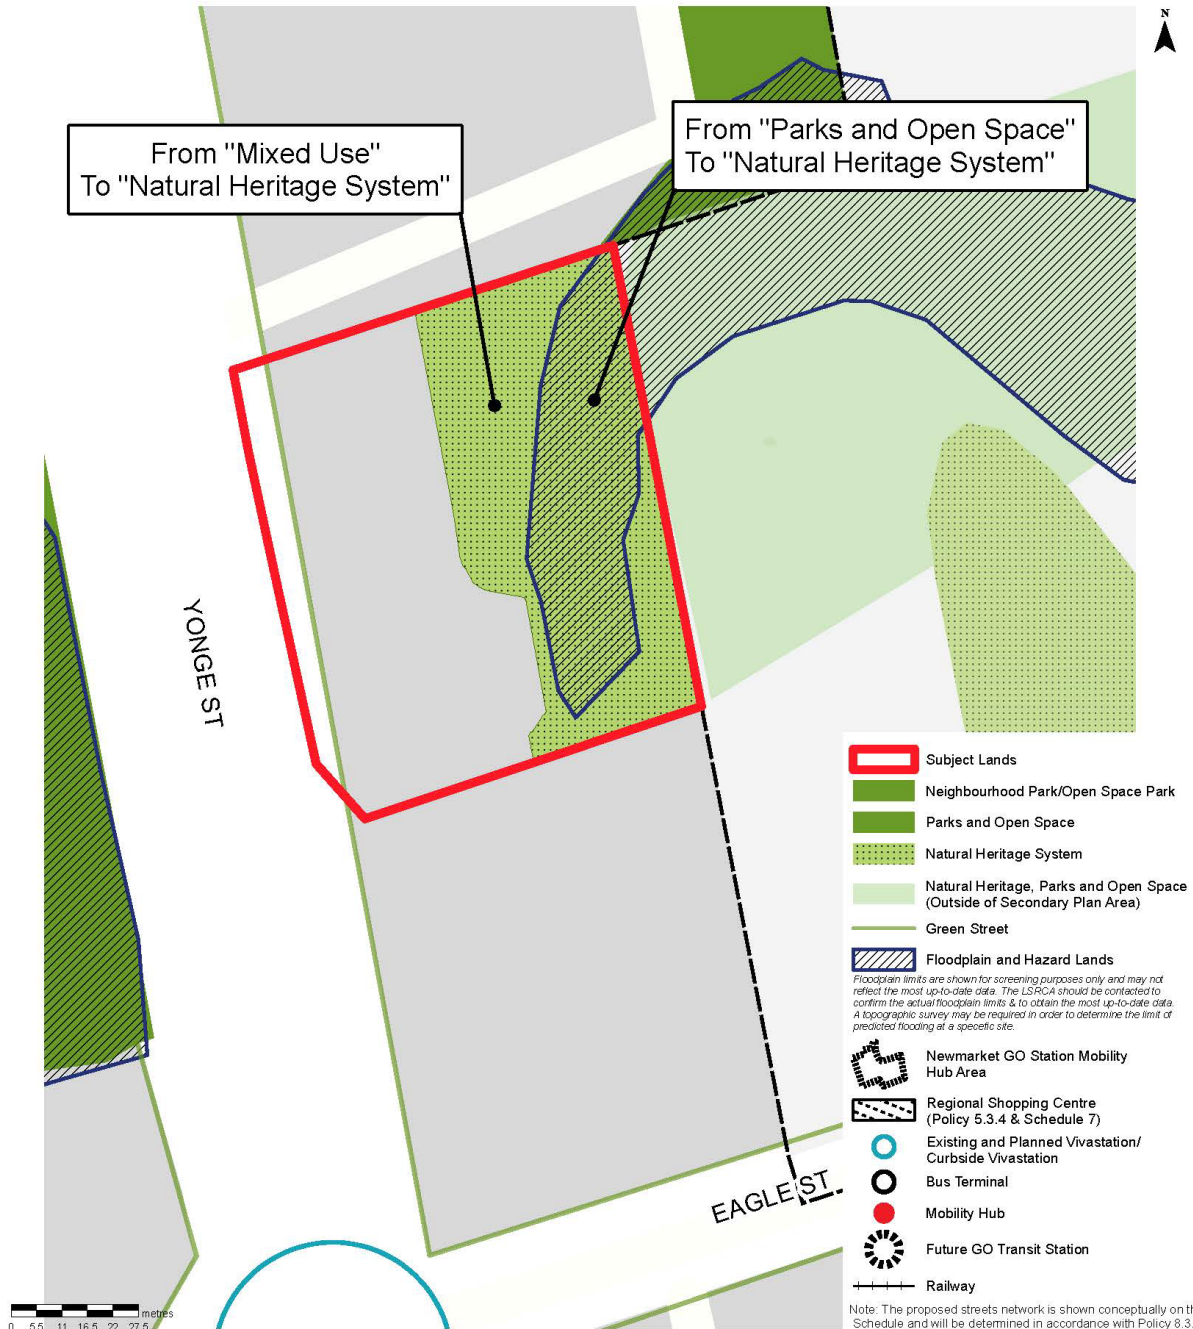 N
From "Mixed Use"
To "Natural Heritage System"
From "Parks and Open Space"
To "Natural Heritage System"
YONGE ST
EAGLE ST
Subject Lands
Neighbourhood Park/Open Space Park
Parks and Open Space
Natural Heritage System
Natural Heritage, Parks and Open Space
(Outside of Secondary Plan Area)
Green Street
Floodplain and Hazard Lands
Floodplain limits are shown for screening purposes only and may not
reflect the most up-to-date data. The LSRCA should be contacted to
confirm the actual floodplain limits & to obtain the most up-to-date data.
A topographic survey may be required in order to determine the limit of
predicted flooding at a specefic site.
Newmarket GO Station Mobility
Hub Area
Regional Shopping Centre
(Policy 5.3.4 & Schedule 7)
Existing and Planned Vivastation/
Curbside Vivastation
Bus Terminal
Mobility Hub
Future GO Transit Station
Railway
Note: The proposed streets network is shown conceptually on th
Schedule and will be determined in accordance with Policy 8.3.
metres
0 5.5 11 16.5 22 27.5